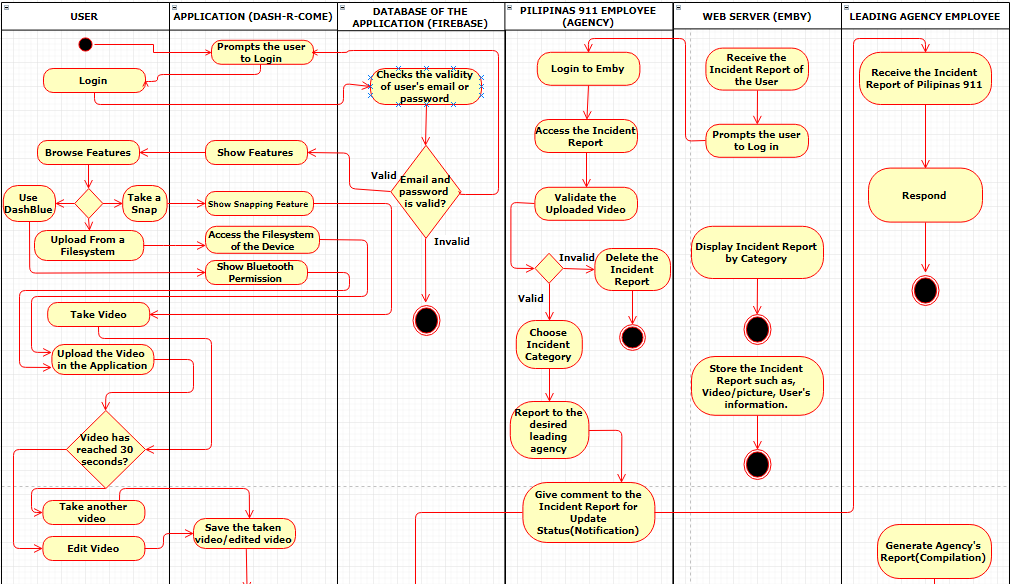 USER
APPLICATION (DASH-R-COME)
DATABASE OF THE
APPLICATION (FIREBASE)
PILIPINAS 911 EMPLOYEE
(AGENCY)
WEB SERVER (EMBY)
LEADING AGENCY EMPLOYEE
Prompts the user
to Login
Login
Checks the validity
of user's email or
password
Login to Emby
Receive the
Incident Report of
the User
Receive the Incident
Report of Pilipinas 911
Access the Incident
Report
Prompts the user
to Log in
Browse Features
Show Features
Valid
Email and
password
is valid?
Invalid
Validate the
Uploaded Video
Respond
Use
DashBlue
Take a
Snap
Show Snapping Feature
Upload From a
Filesystem
Access the Filesystem
of the Device
Show Bluetooth
Permission
Invalid
Delete the
Incident
Report
Valid
Display Incident Report
by Category
Take Video
Choose
Incident
Category
Upload the Video
in the Application
Store the Incident
Report such as,
Video/picture, User's
information.
Report to the
desired
leading
agency
Video has
reached 30
seconds?
Take another
video
Edit Video
Save the taken
video/edited video
Give comment to the
Incident Report for
Update
Status(Notification)
Generate Agency's
Report(Compilation)